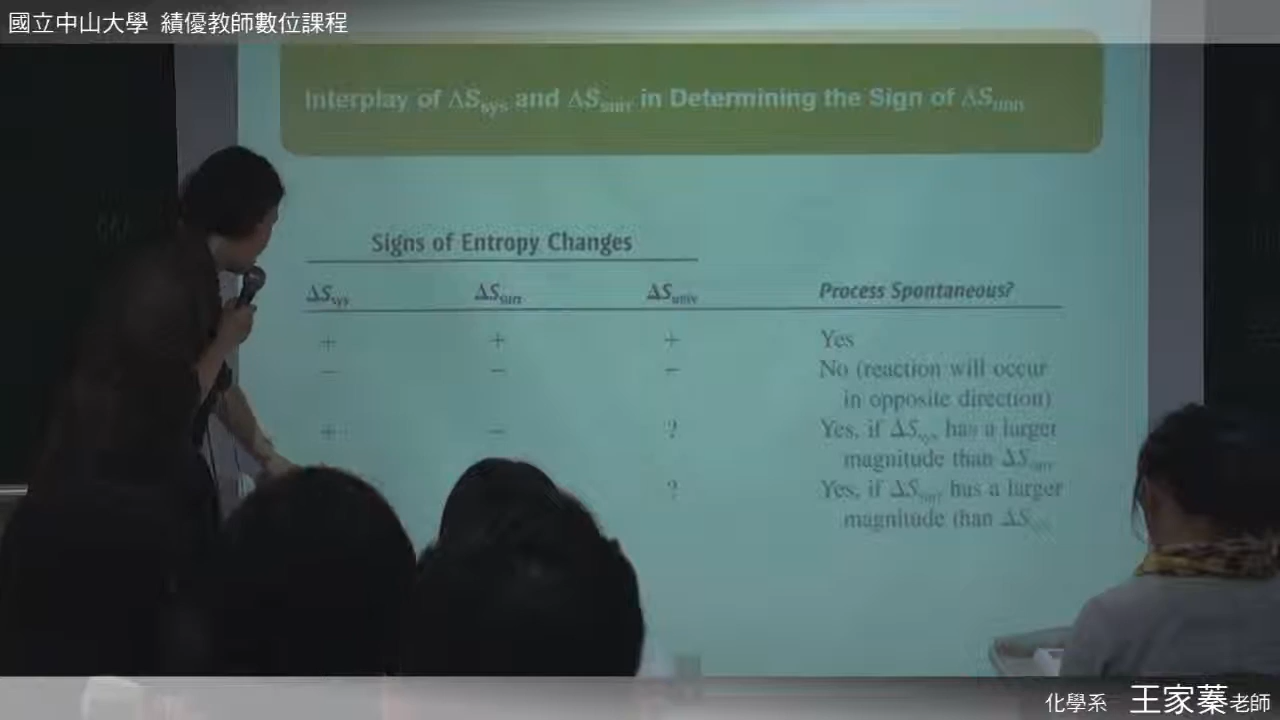 國立中山大學 績優教師數位課程
Interplay of ΔSsys and ΔSsurr in Determining the Sign of ΔSuniv
Signs of Entropy Changes
ΔSsys ΔSsurr ΔSuniv Process Spontaneous?
+ + + Yes
− − − No (reaction will occur
in opposite direction)
+ − ? Yes, if ΔSsys has a larger
magnitude than ΔSsurr
? Yes, if ΔSsurr has a larger
magnitude than ΔSsys
化學系 王家蓁老師